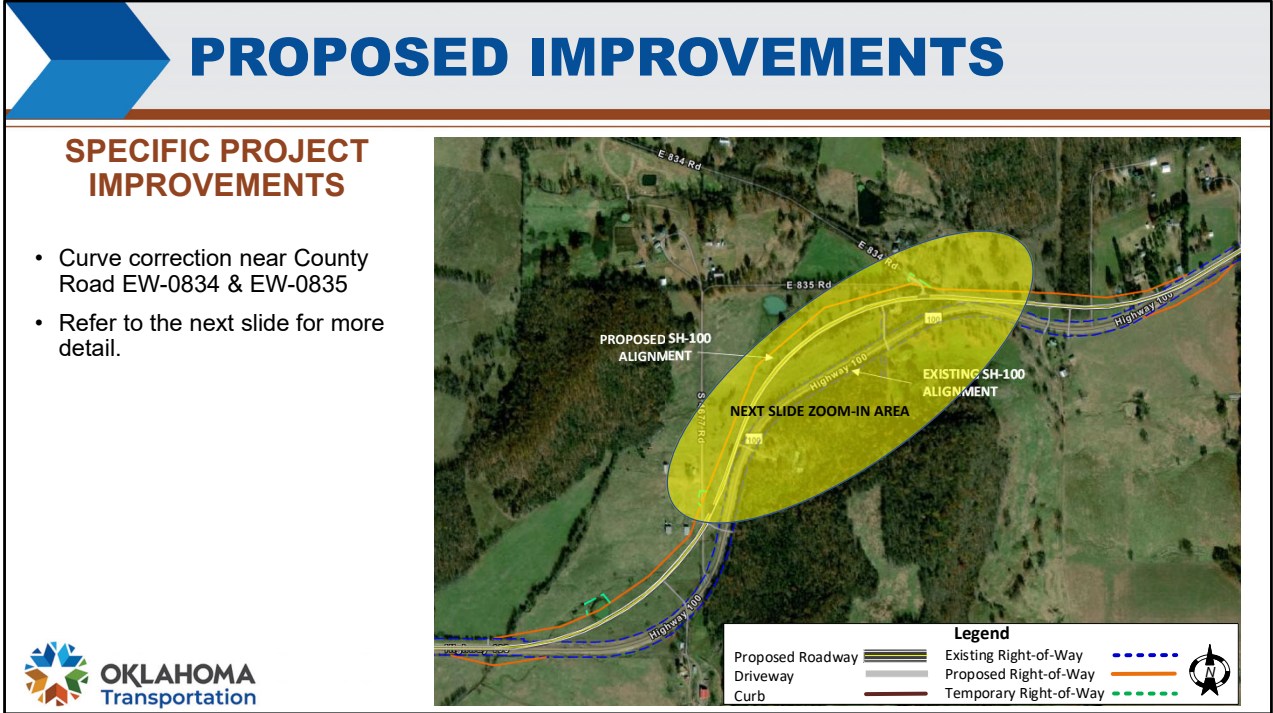 PROPOSED IMPROVEMENTS
SPECIFIC PROJECT
IMPROVEMENTS
• Curve correction near County
Road EW-0834 & EW-0835
• Refer to the next slide for more
detail.
E 834 Rd
E 834 Rd
E 835 Rd
PROPOSED SH-100
ALIGNMENT
100
Highway 100
Highway 100
EXISTING SH-100
ALIGNMENT
NEXT SLIDE ZOOM-IN AREA
100
Highway 100
Legend
Proposed Roadway
Driveway
Curb
Existing Right-of-Way
Proposed Right-of-Way
Temporary Right-of-Way
N
OKLAHOMA
Transportation